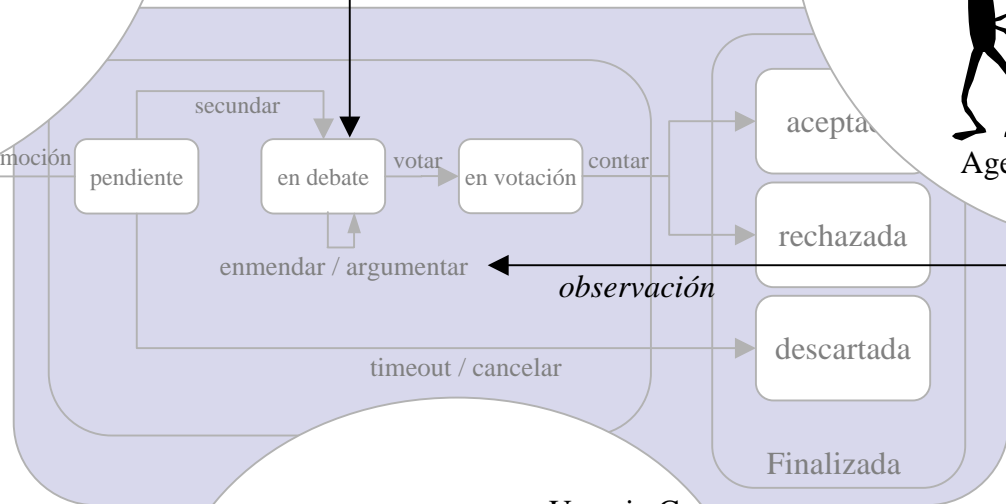 secundar
moción
pendiente
en debate
votar
en votación
contar
rechazada
enmendar / argumentar
observación
timeout / cancelar
descartada
Finalizada